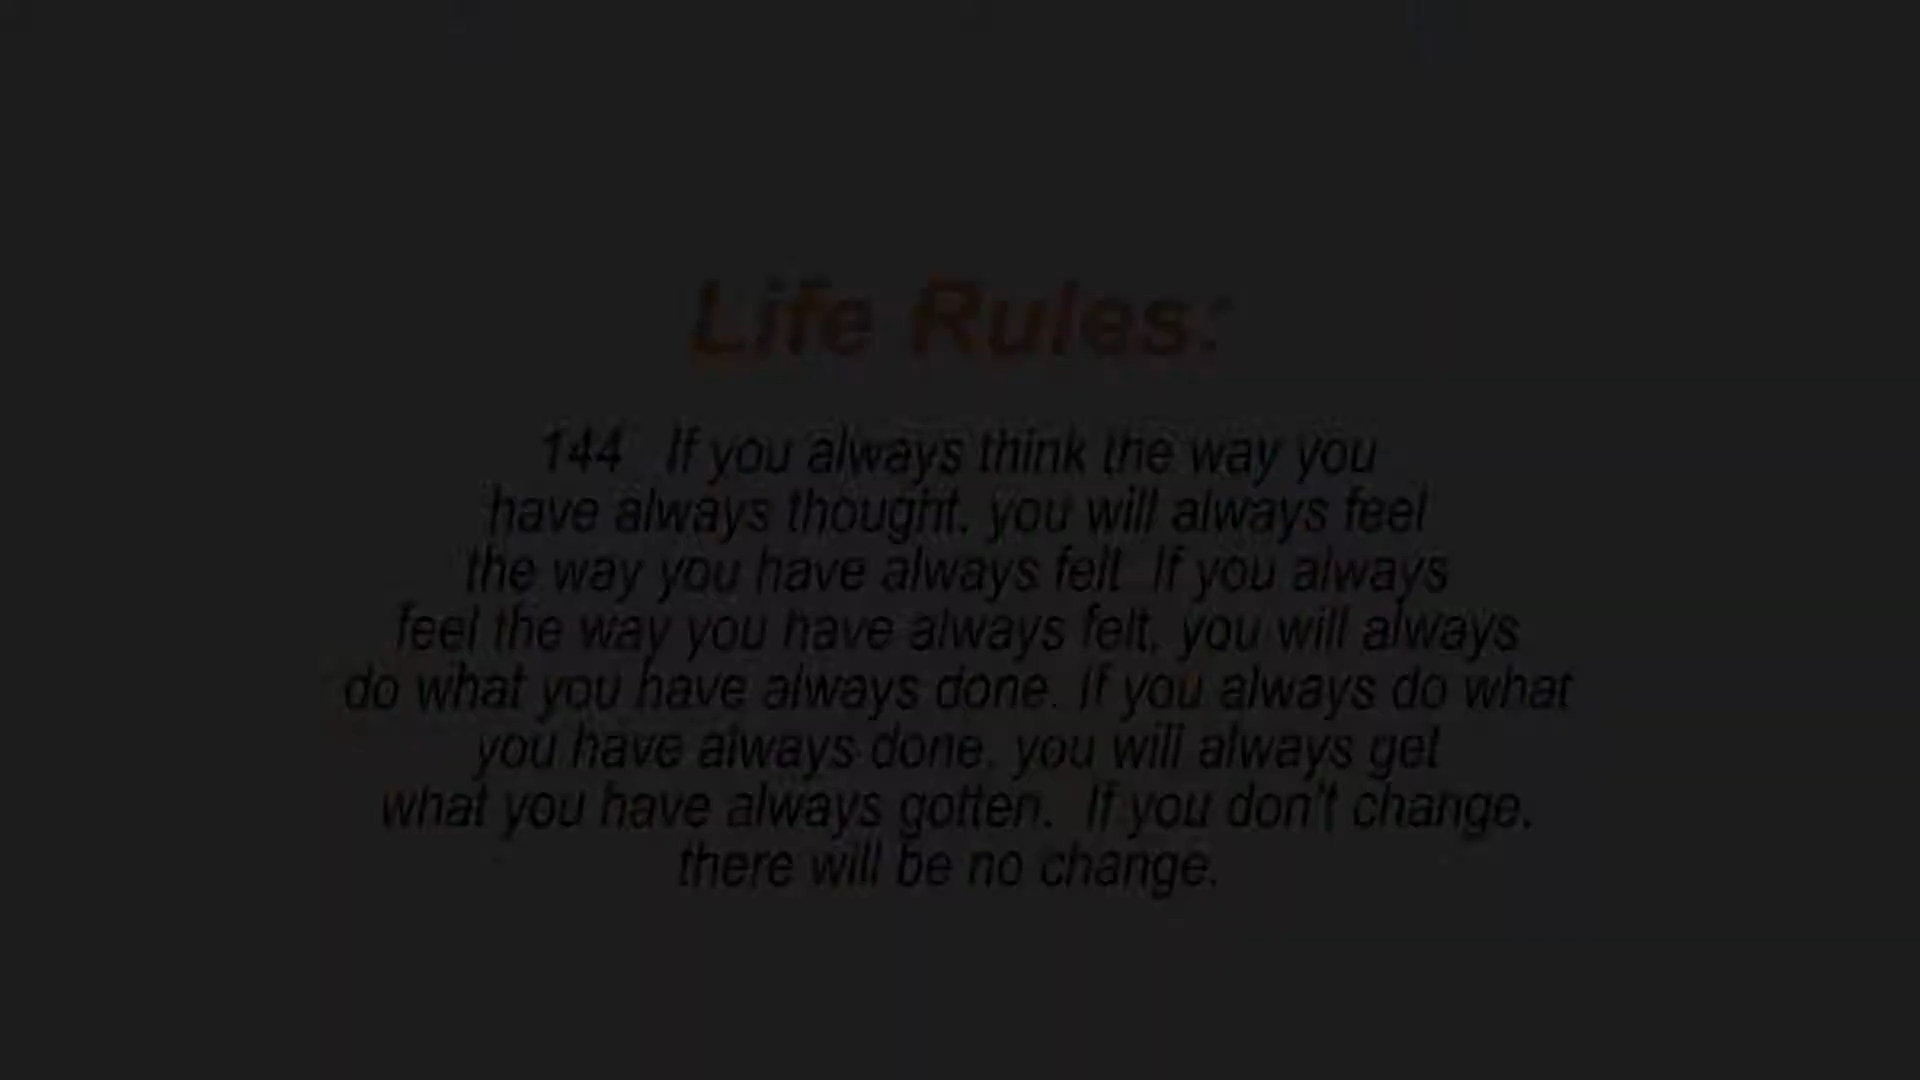 Life Rules:
144 If you always think the way you
have always thought, you will always feel
the way you have always felt. If you always
feel the way you have always felt, you will always
do what you have always done. If you always do what
you have always done, you will always get
what you have always gotten. If you don't change,
there will be no change.